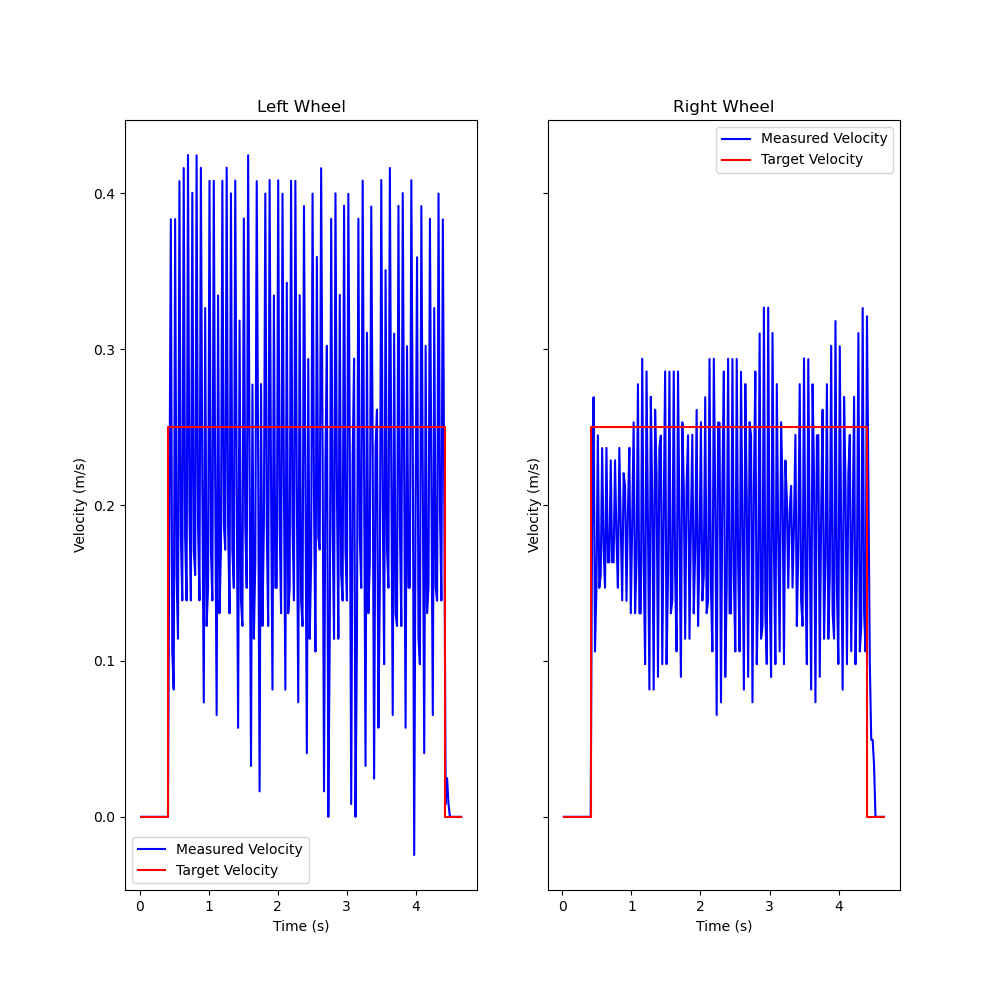 Left Wheel
Velocity (m/s)
0.4
0.3
0.2
0.1
0.0
Measured Velocity
Target Velocity
0 1 2 3 4
Time (s)
Right Wheel
Velocity (m/s)
Measured Velocity
Target Velocity
0 1 2 3 4
Time (s)